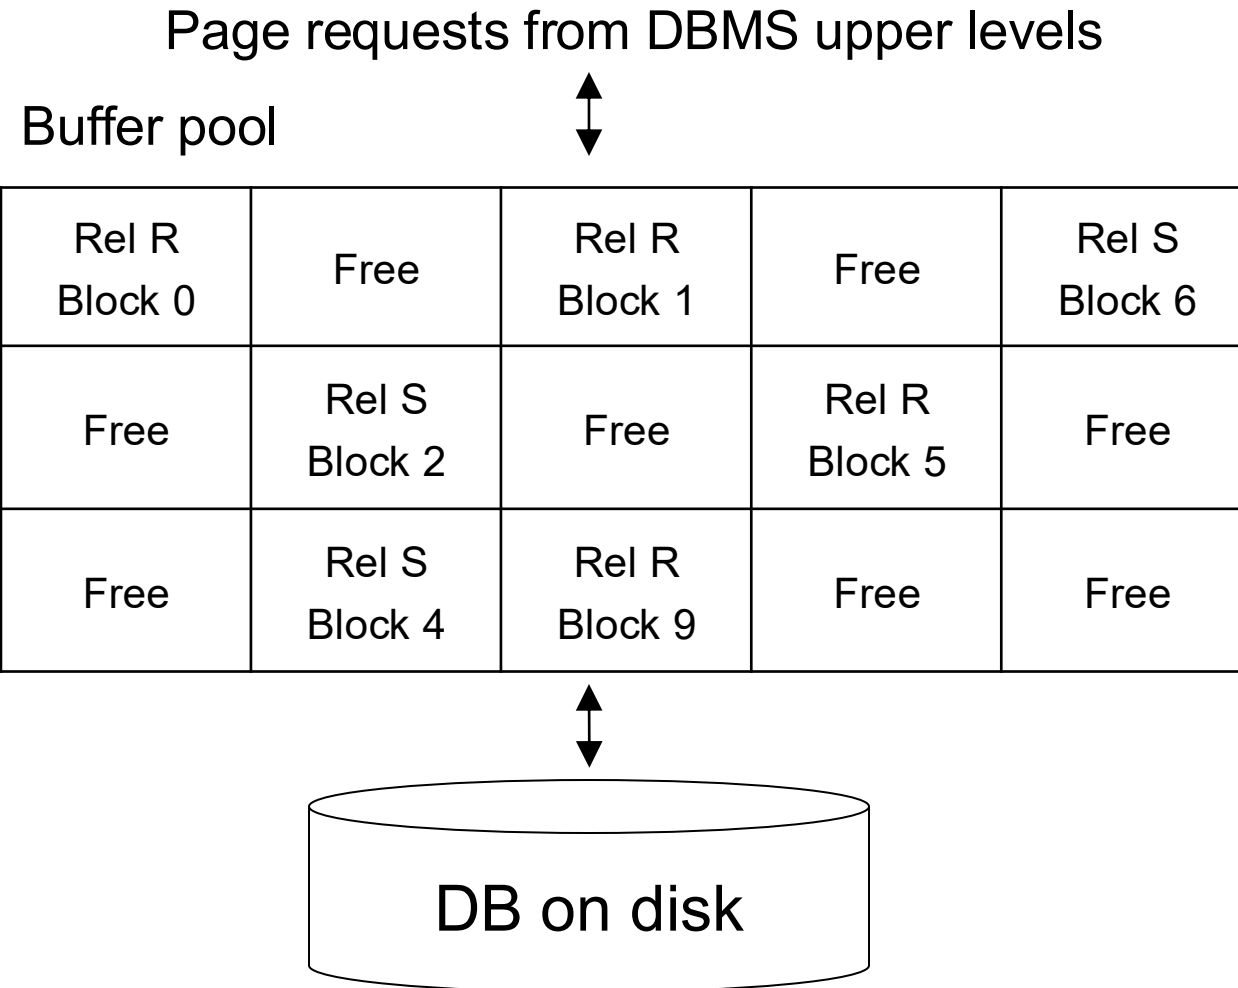 Page requests from DBMS upper levels
Buffer pool
Rel R
Block 0
Free
Rel R
Block 1
Free
Rel S
Block 6
Free
Rel S
Block 2
Free
Rel R
Block 5
Free
Free
Rel S
Block 4
Rel R
Block 9
Free
Free
DB on disk